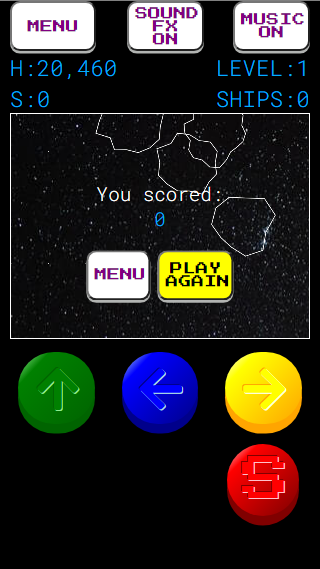 MENU
SOUND
FX
ON
MUSIC
ON
H:20,460
LEVEL:1
S:0
SHIPS:0
You scored:
0
MENU
PLAY
AGAIN
S